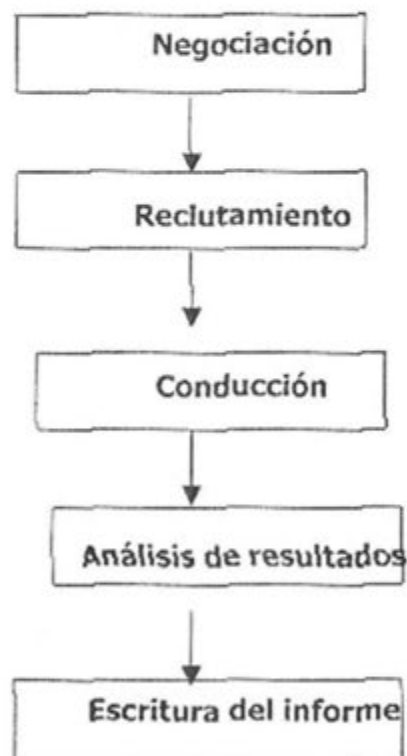 Negociación
Reclutamiento
Conducción
Análisis de resultados
Escritura del informe